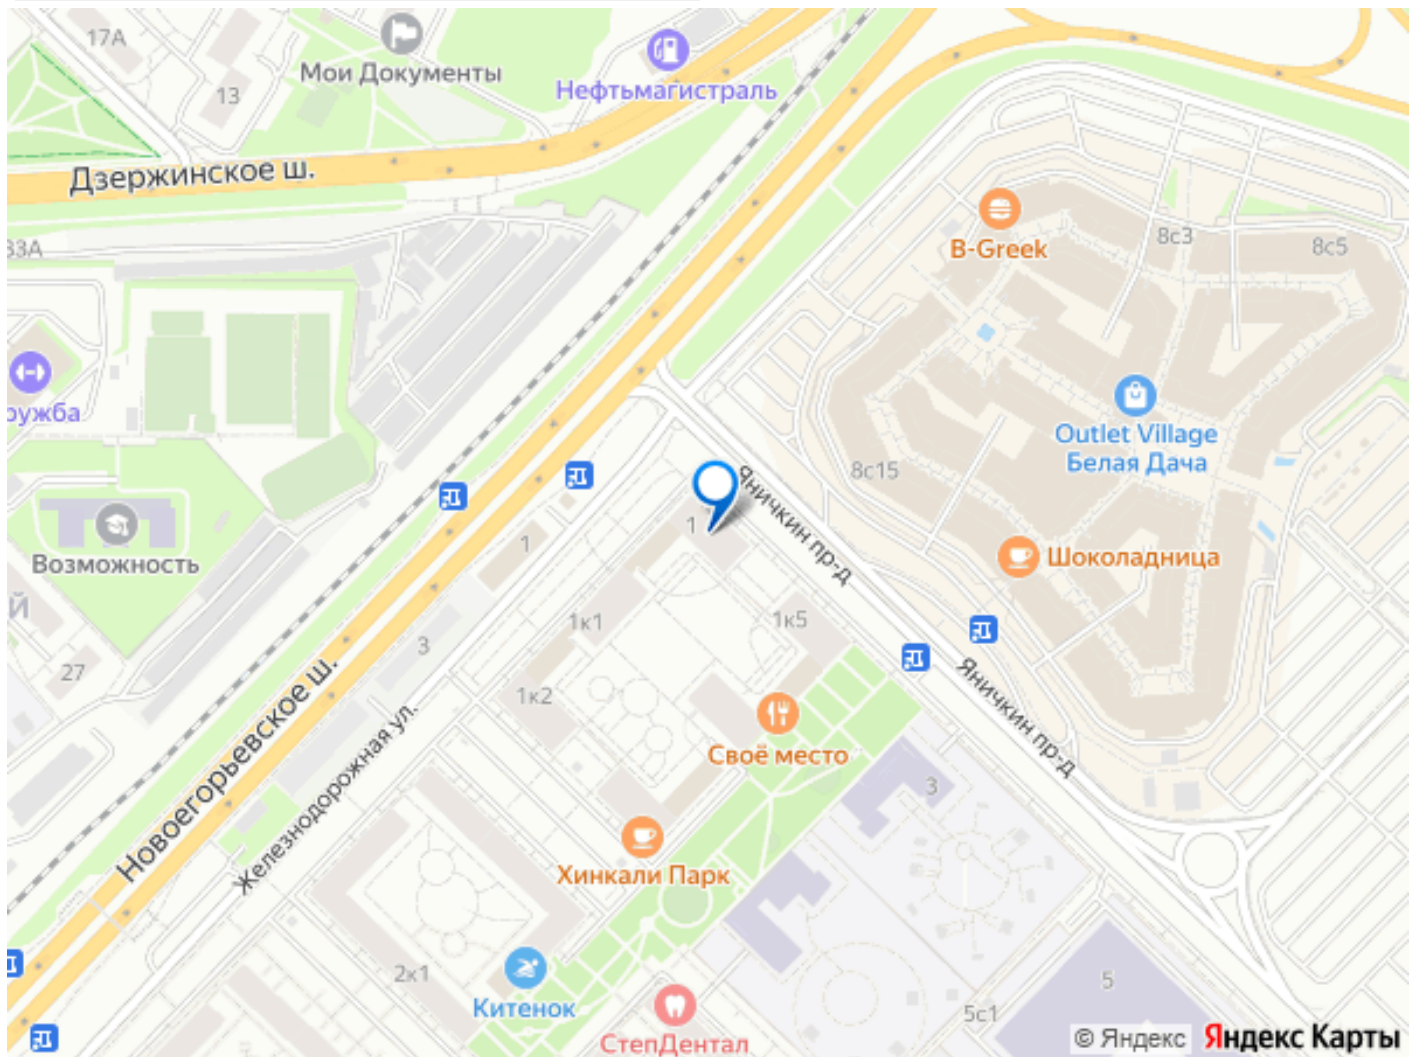 17А
Мои Документы
Нефтьмагистраль
13
Дзержинское ш.
33А
B-Greek
8с3
8с5
ружба
Outlet Village
Белая Дача
8с15
Яничкин пр-д
1
1
Возможность
Шоколадница
Й
1к1
1к5
3
27
1к2
Новоегорьевское ш.
Железнодорожная ул.
Яничкин пр-д
Своё место
3
Хинкали Парк
2к1
Китенок
5
5с1
СтепДентал
© Яндекс Яндекс Карты